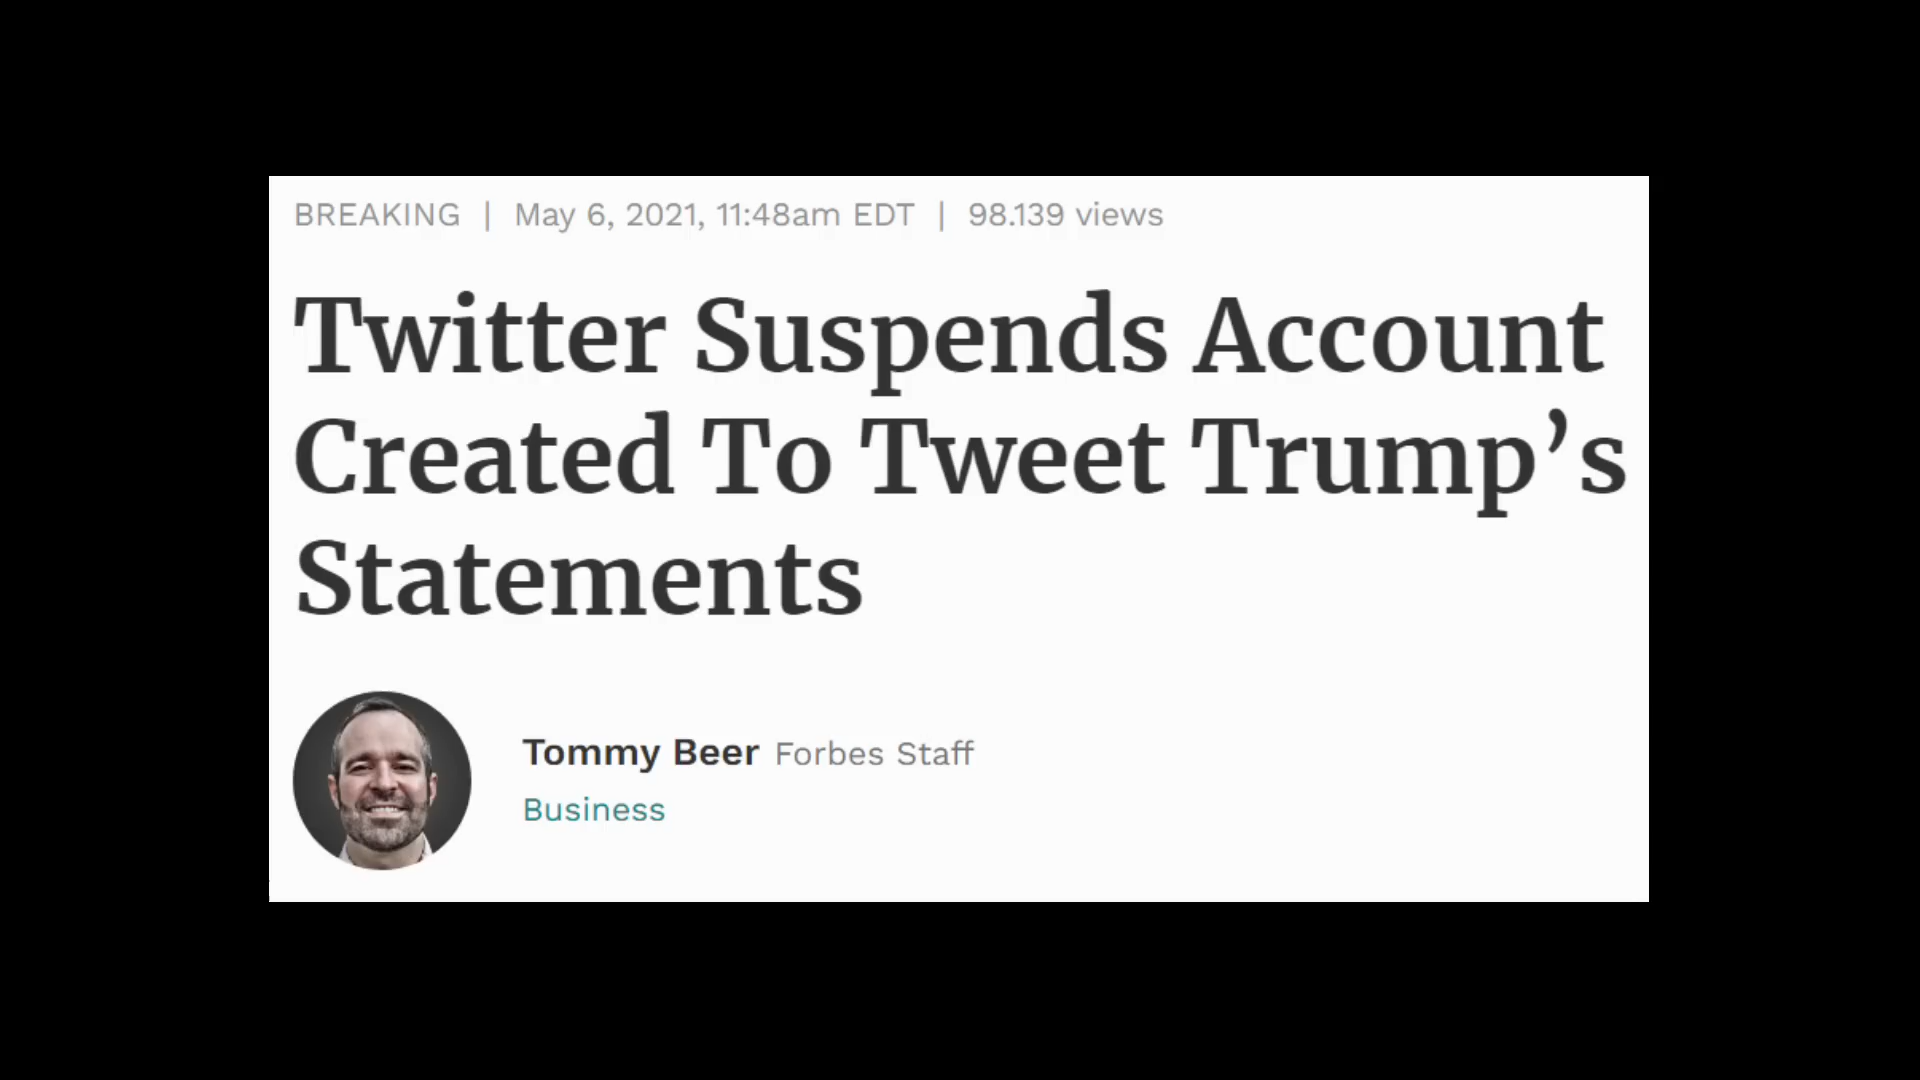 BREAKING | May 6, 2021, 11:48am EDT | 98.139 views
Twitter Suspends Account
Created To Tweet Trump’s
Statements
Tommy Beer Forbes Staff
Business